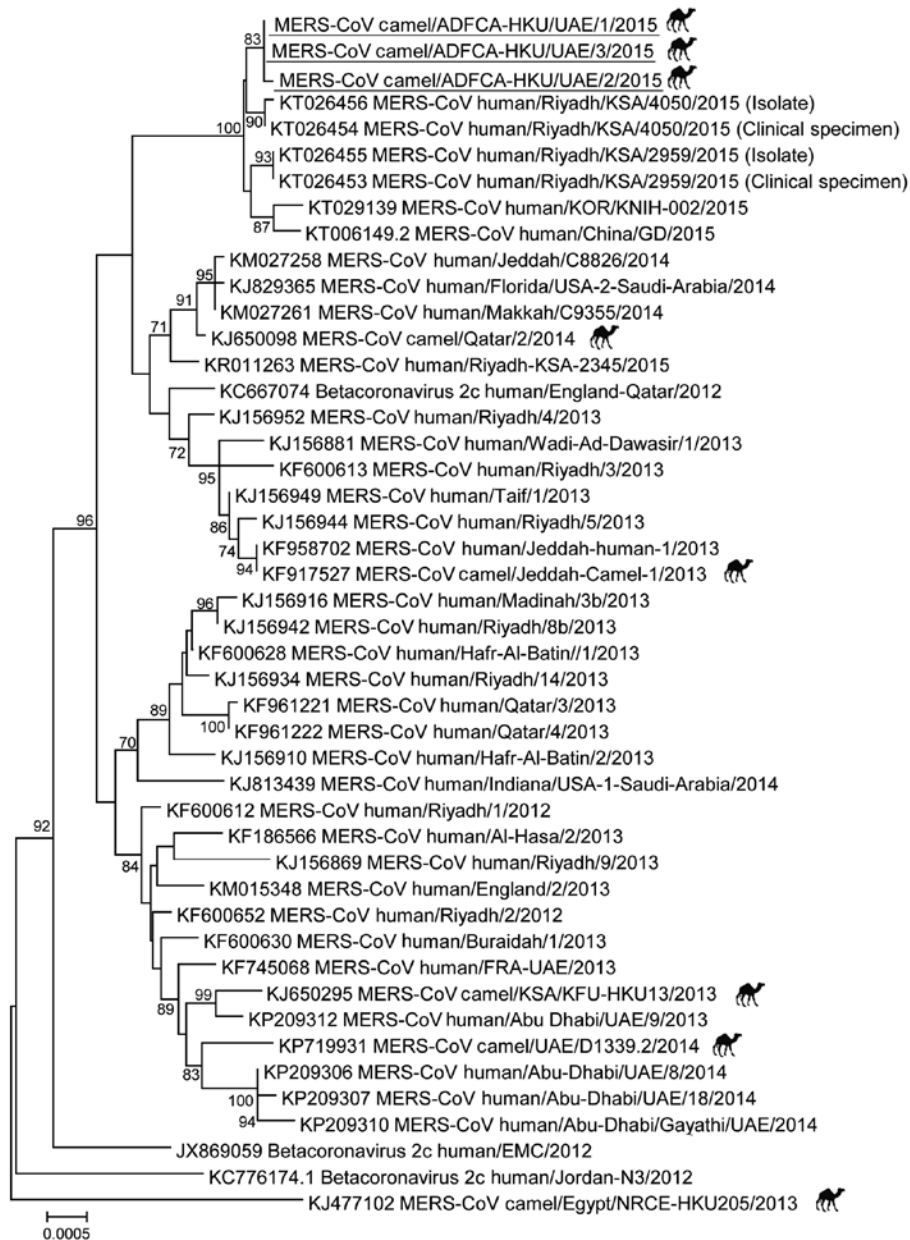 MERS-CoV camel/ADFCA-HKU/UAE/1/2015
83
MERS-CoV camel/ADFCA-HKU/UAE/3/2015
MERS-CoV camel/ADFCA-HKU/UAE/2/2015
KT026456 MERS-CoV human/Riyadh/KSA/4050/2015 (Isolate)
100 90
KT026454 MERS-CoV human/Riyadh/KSA/4050/2015 (Clinical specimen)
93
KT026455 MERS-CoV human/Riyadh/KSA/2959/2015 (Isolate)
KT026453 MERS-CoV human/Riyadh/KSA/2959/2015 (Clinical specimen)
KT029139 MERS-CoV human/KOR/KNIH-002/2015
87
KT006149.2 MERS-CoV human/China/GD/2015
KM027258 MERS-CoV human/Jeddah/C8826/2014
95
KJ829365 MERS-CoV human/Florida/USA-2-Saudi-Arabia/2014
91
KM027261 MERS-CoV human/Makkah/C9355/2014
71
KJ650098 MERS-CoV camel/Qatar/2/2014
KR011263 MERS-CoV human/Riyadh-KSA-2345/2015
KC667074 Betacoronavirus 2c human/England-Qatar/2012
KJ156952 MERS-CoV human/Riyadh/4/2013
72
KJ156881 MERS-CoV human/Wadi-Ad-Dawasir/1/2013
KF600613 MERS-CoV human/Riyadh/3/2013
95
KJ156949 MERS-CoV human/Taif/1/2013
86
KJ156944 MERS-CoV human/Riyadh/5/2013
96
74
KF958702 MERS-CoV human/Jeddah-human-1/2013
94
KF917527 MERS-CoV camel/Jeddah-Camel-1/2013
KJ156916 MERS-CoV human/Madinah/3b/2013
96
KJ156942 MERS-CoV human/Riyadh/8b/2013
KF600628 MERS-CoV human/Hafr-Al-Batin//1/2013
KJ156934 MERS-CoV human/Riyadh/14/2013
KF961221 MERS-CoV human/Qatar/3/2013
89
100
KF961222 MERS-CoV human/Qatar/4/2013
70
KJ156910 MERS-CoV human/Hafr-Al-Batin/2/2013
KJ813439 MERS-CoV human/Indiana/USA-1-Saudi-Arabia/2014
KF600612 MERS-CoV human/Riyadh/1/2012
92
KF186566 MERS-CoV human/Al-Hasa/2/2013
84
KJ156869 MERS-CoV human/Riyadh/9/2013
KM015348 MERS-CoV human/England/2/2013
KF600652 MERS-CoV human/Riyadh/2/2012
KF600630 MERS-CoV human/Buraidah/1/2013
KF745068 MERS-CoV human/FRA-UAE/2013
99
KJ650295 MERS-CoV camel/KSA/KFU-HKU13/2013
89
KP209312 MERS-CoV human/Abu Dhabi/UAE/9/2013
KP719931 MERS-CoV camel/UAE/D1339.2/2014
83
KP209306 MERS-CoV human/Abu-Dhabi/UAE/8/2014
100
KP209307 MERS-CoV human/Abu-Dhabi/UAE/18/2014
94
KP209310 MERS-CoV human/Abu-Dhabi/Gayathi/UAE/2014
JX869059 Betacoronavirus 2c human/EMC/2012
KC776174.1 Betacoronavirus 2c human/Jordan-N3/2012
KJ477102 MERS-CoV camel/Egypt/NRCE-HKU205/2013
0.0005